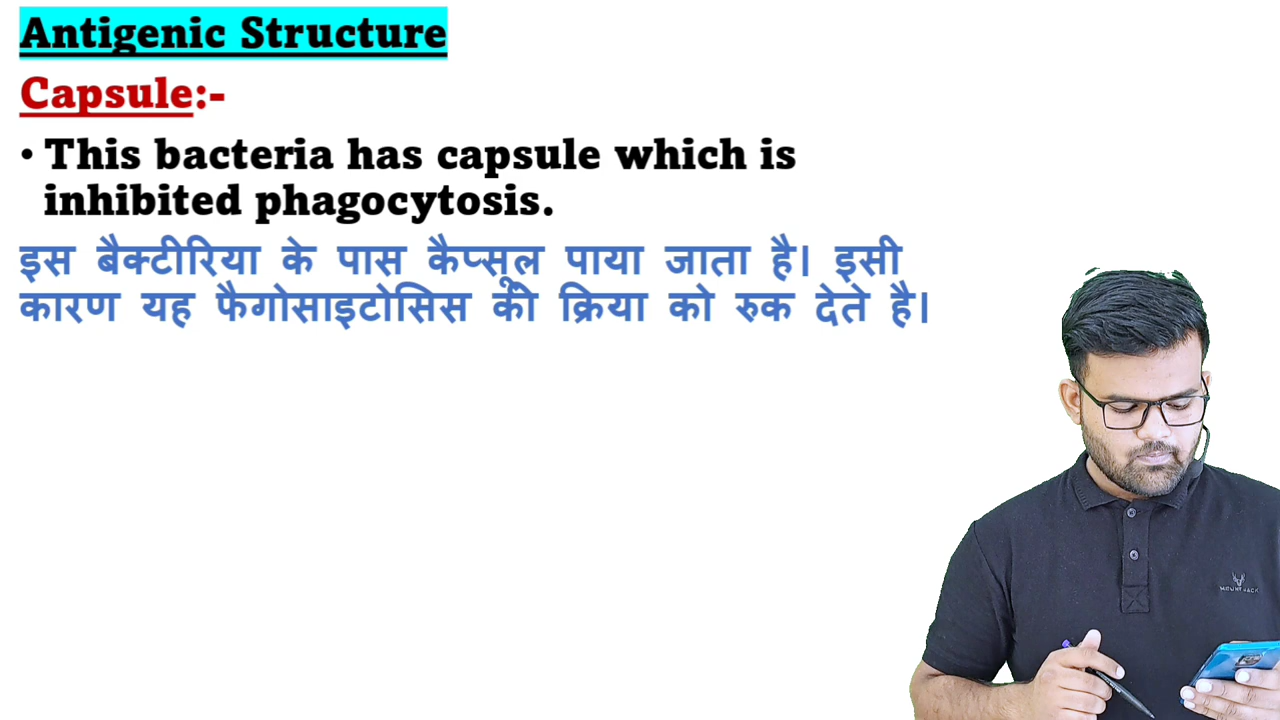 Antigenic Structure
Capsule:-
• This bacteria has capsule which is
inhibited phagocytosis.
इस बैक्टीरिया के पास कैप्सूल पाया जाता है। इसी
कारण यह फैगोसाइटोसिस की क्रिया को रुक देते है।